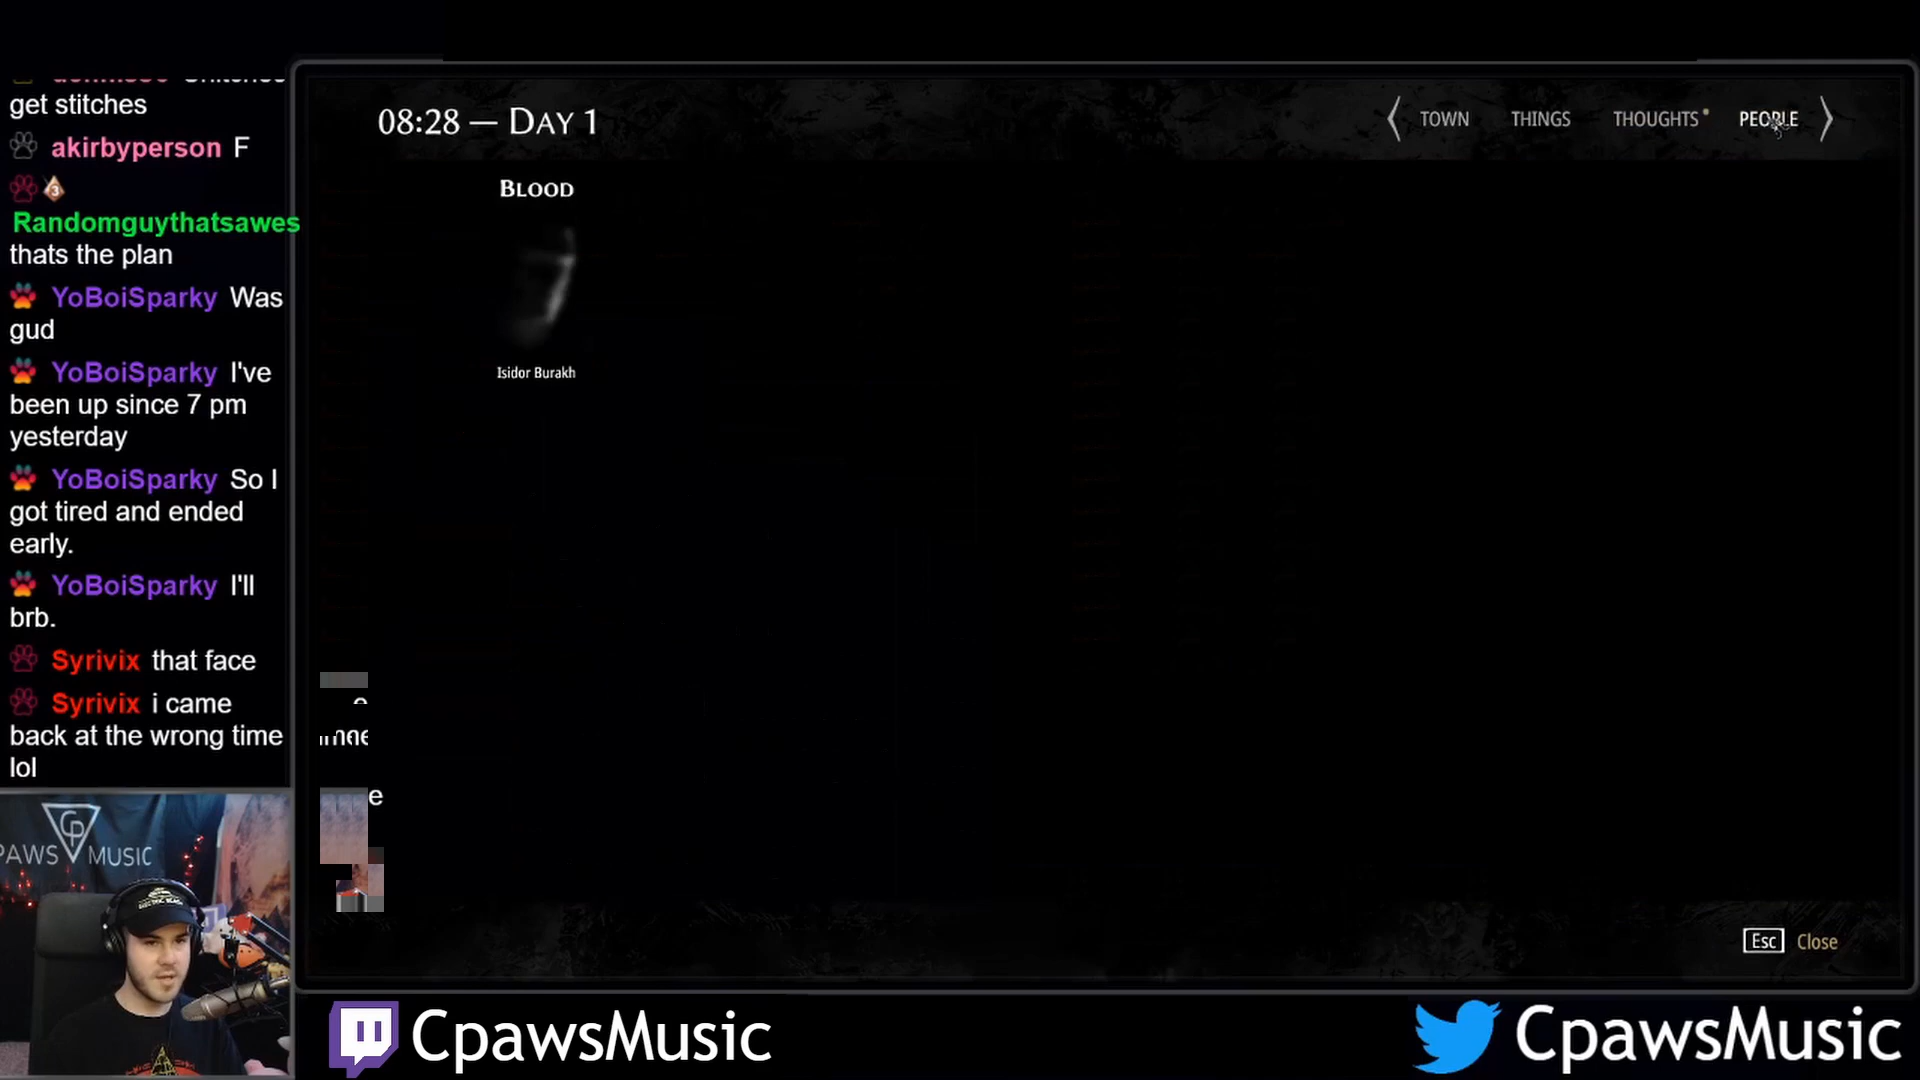 get stitches
akirbyperson F
3
Randomguythatsawes
thats the plan
YoBoiSparky Was
gud
YoBoiSparky I've
been up since 7 pm
yesterday
YoBoiSparky So I
got tired and ended
early.
YoBoiSparky I'll
brb.
Syrivix that face
Syrivix i came
back at the wrong time
lol
08:28 — DAY 1
TOWN THINGS THOUGHTS PEOPLE
BLOOD
Isidor Burakh
e
e
CP
PAWS MUSIC
Esc Close
CpawsMusic
CpawsMusic